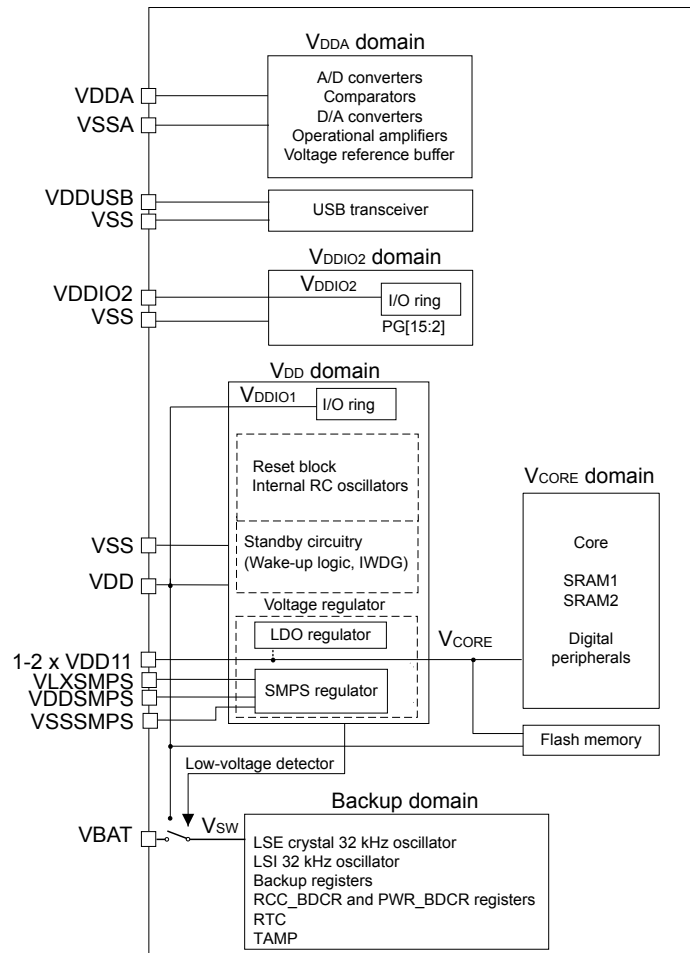 VDDA domain
A/D converters
Comparators
D/A converters
Operational amplifiers
Voltage reference buffer
VDDA
VSSA
VDDUSB
VSS
USB transceiver
VDDIO2 domain
VDDIO2
VDDIO2
I/O ring
PG[15:2]
VSS
VDD domain
VDDIO1
I/O ring
Reset block
Internal RC oscillators
VSS
Standby circuitry
(Wake-up logic, IWDG)
VDD
Voltage regulator
LDO regulator
1-2 x VDD11
VLXSMPS
VDDSMPS
VSSSMPS
SMPS regulator
VCORE
VCORE domain
Core
SRAM1
SRAM2
Digital
peripherals
Flash memory
Low-voltage detector
VBAT
VSW
Backup domain
LSE crystal 32 kHz oscillator
LSI 32 kHz oscillator
Backup registers
RCC_BDCR and PWR_BDCR registers
RTC
TAMP